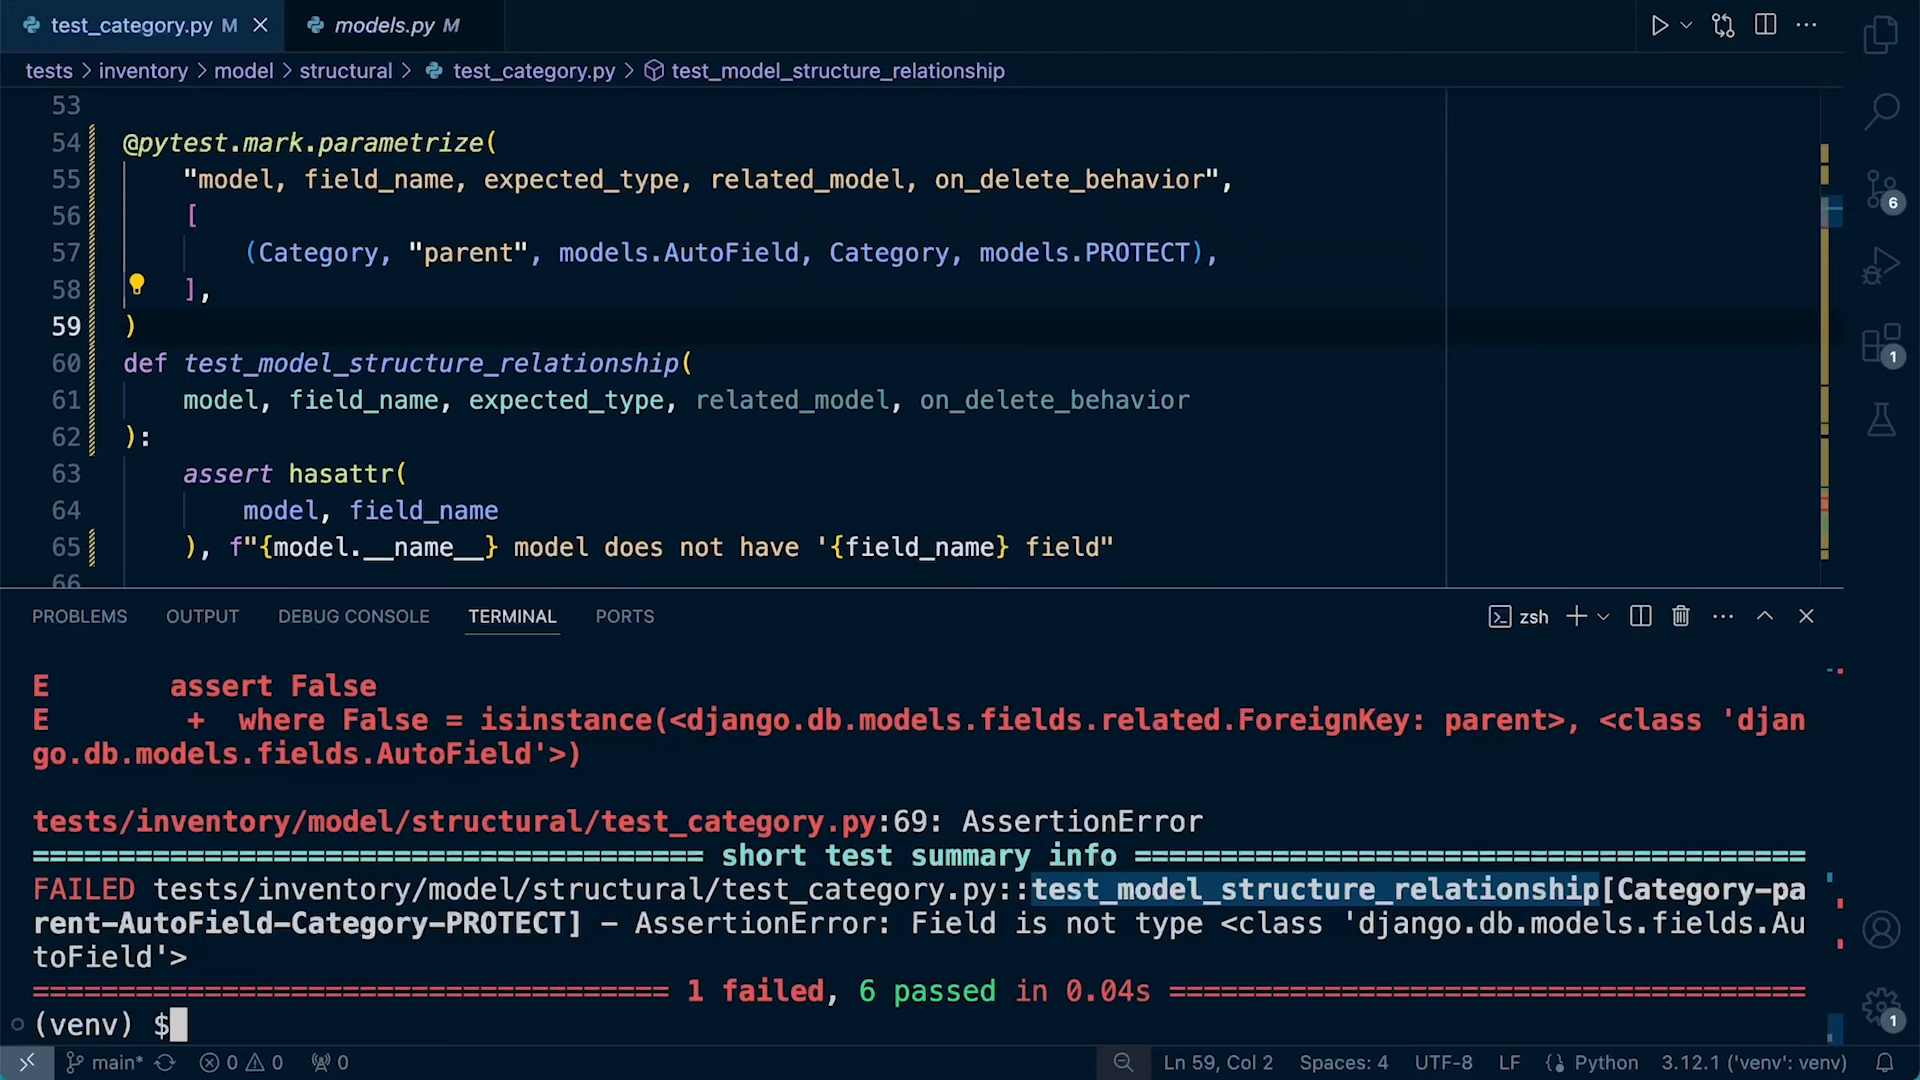 test_category.py M
models.py M
tests > inventory > model > structural > test_category.py > test_model_structure_relationship
53
54 @pytest.mark.parametrize(
55 "model, field_name, expected_type, related_model, on_delete_behavior",
56 [
57 (Category, "parent", models.AutoField, Category, models.PROTECT),
58 ],
59 )
60 def test_model_structure_relationship(
61 model, field_name, expected_type, related_model, on_delete_behavior
62 ):
63 assert hasattr(
64 model, field_name
65 ), f"{model.__name__} model does not have '{field_name} field"
66
6
1
PROBLEMS OUTPUT DEBUG CONSOLE TERMINAL PORTS
zsh
E assert False
E + where False = isinstance(<django.db.models.fields.related.ForeignKey: parent>, <class 'djan
go.db.models.fields.AutoField'>)
tests/inventory/model/structural/test_category.py:69: AssertionError
======================================= short test summary info =======================================
FAILED tests/inventory/model/structural/test_category.py::test_model_structure_relationship[Category-pa
rent-AutoField-Category-PROTECT] - AssertionError: Field is not type <class 'django.db.models.fields.Au
toField'>
===================================== 1 failed, 6 passed in 0.04s =====================================
(venv) $
1
main* 0 0 0
Ln 59, Col 2 Spaces: 4 UTF-8 LF Python 3.12.1 ('venv': venv)